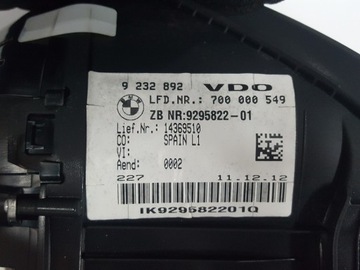 9 232 892 VDO
LFD.NR.: 700 000 549
ZB NR:9295822-01
Lief.Nr.: 14369510
CO: SPAIN L1
VI:
Aend: 0002
227 11.12.12
IK929582201Q